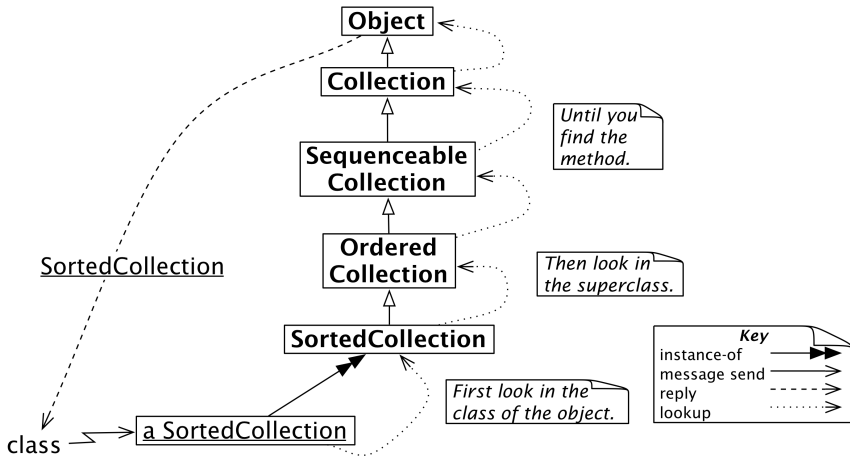 Object
Collection
Until you
find the
method.
Sequenceable
Collection
Ordered
Collection
SortedCollection
Then look in
the superclass.
SortedCollection
Key
instance-of
message send
reply
lookup
First look in the
class of the object.
class
a SortedCollection